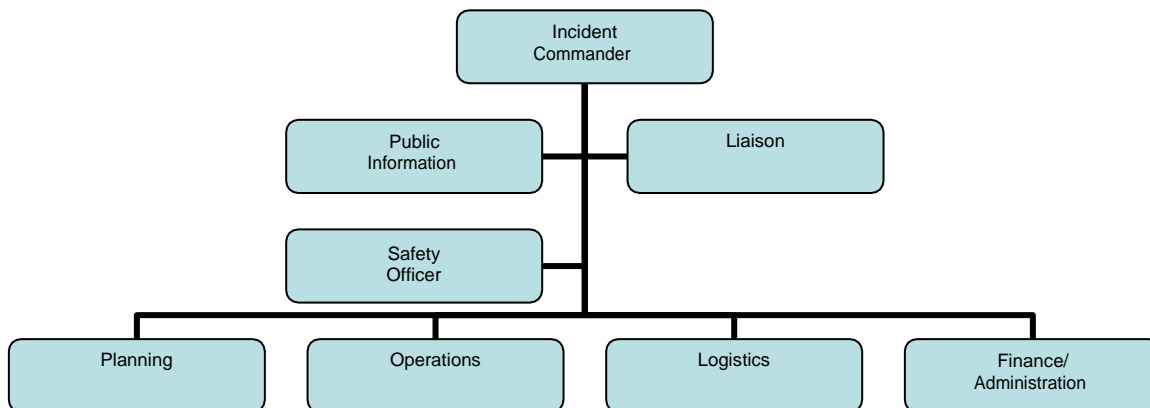 Incident
Commander
Public
Information
Liaison
Safety
Officer
Planning
Operations
Logistics
Finance/
Administration